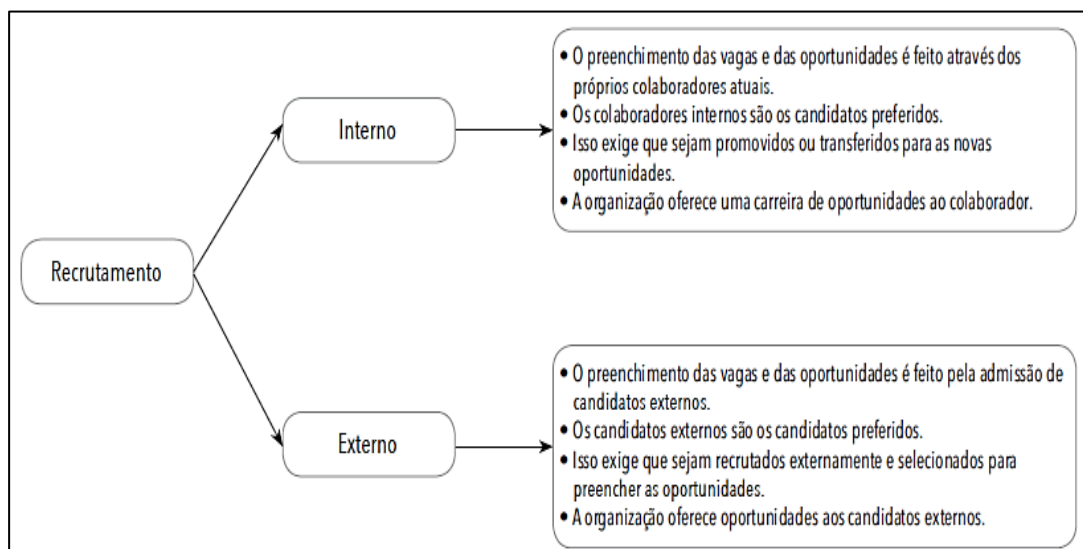 Recrutamento
Interno
• O preenchimento das vagas e das oportunidades é feito através dos
próprios colaboradores atuais.
• Os colaboradores internos são os candidatos preferidos.
• Isso exige que sejam promovidos ou transferidos para as novas
oportunidades.
• A organização oferece uma carreira de oportunidades ao colaborador.
Externo
• O preenchimento das vagas e das oportunidades é feito pela admissão de
candidatos externos.
• Os candidatos externos são os candidatos preferidos.
• Isso exige que sejam recrutados externamente e selecionados para
preencher as oportunidades.
• A organização oferece oportunidades aos candidatos externos.